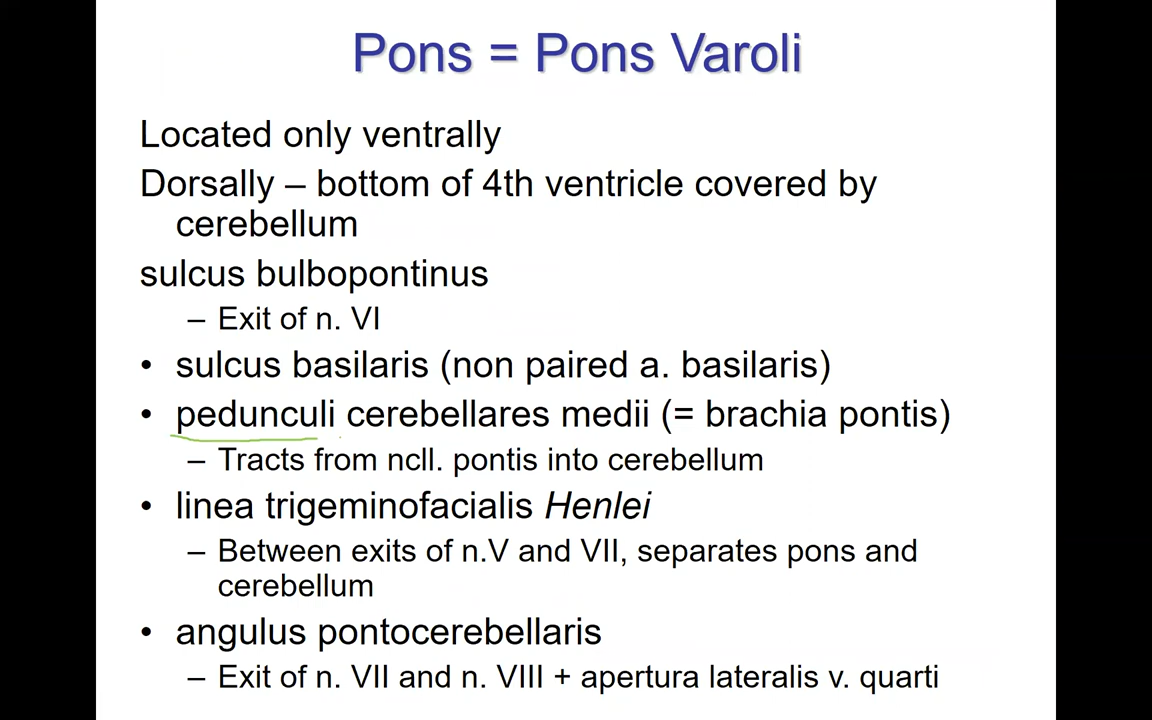 Pons = Pons Varoli
Located only ventrally
Dorsally – bottom of 4th ventricle covered by
cerebellum
sulcus bulbopontinus
– Exit of n. VI
• sulcus basilaris (non paired a. basilaris)
• pedunculi cerebellares medii (= brachia pontis)
– Tracts from ncll. pontis into cerebellum
• linea trigeminofacialis Henlei
– Between exits of n.V and VII, separates pons and
cerebellum
• angulus pontocerebellaris
– Exit of n. VII and n. VIII + apertura lateralis v. quarti